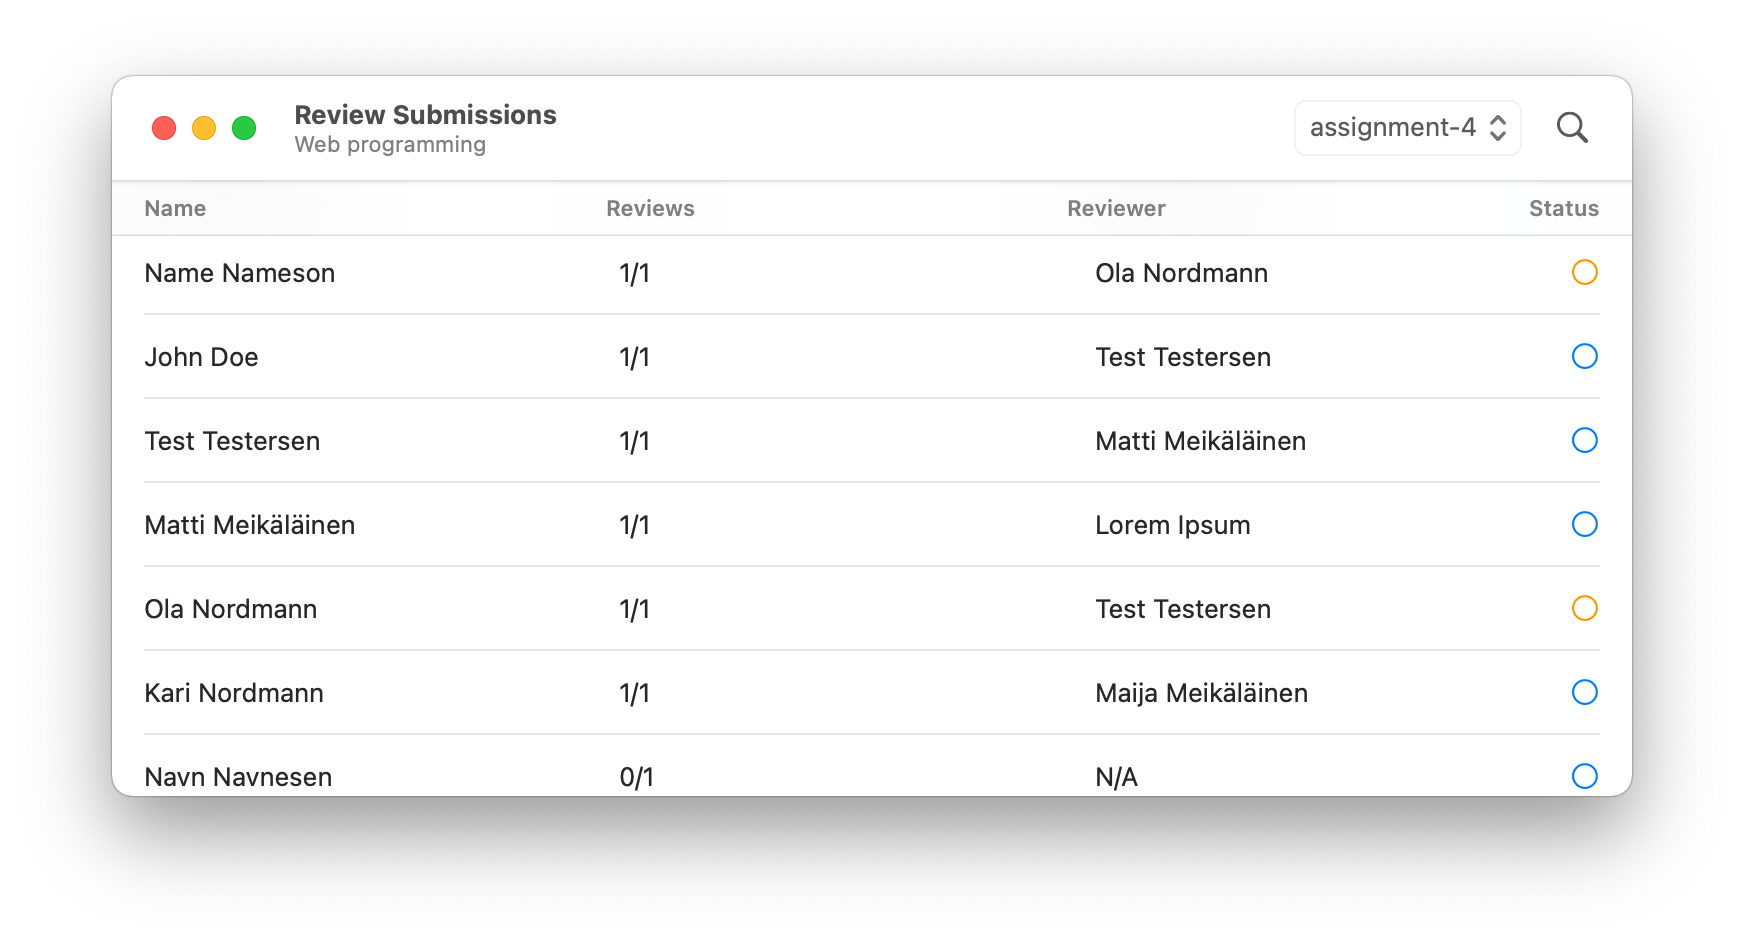 Review Submissions
Web programming
assignment-4
Name Reviews Reviewer Status
Name Nameson 1/1 Ola Nordmann
John Doe 1/1 Test Testersen
Test Testersen 1/1 Matti Meikäläinen
Matti Meikäläinen 1/1 Lorem Ipsum
Ola Nordmann 1/1 Test Testersen
Kari Nordmann 1/1 Maija Meikäläinen
Navn Navnesen 0/1 N/A